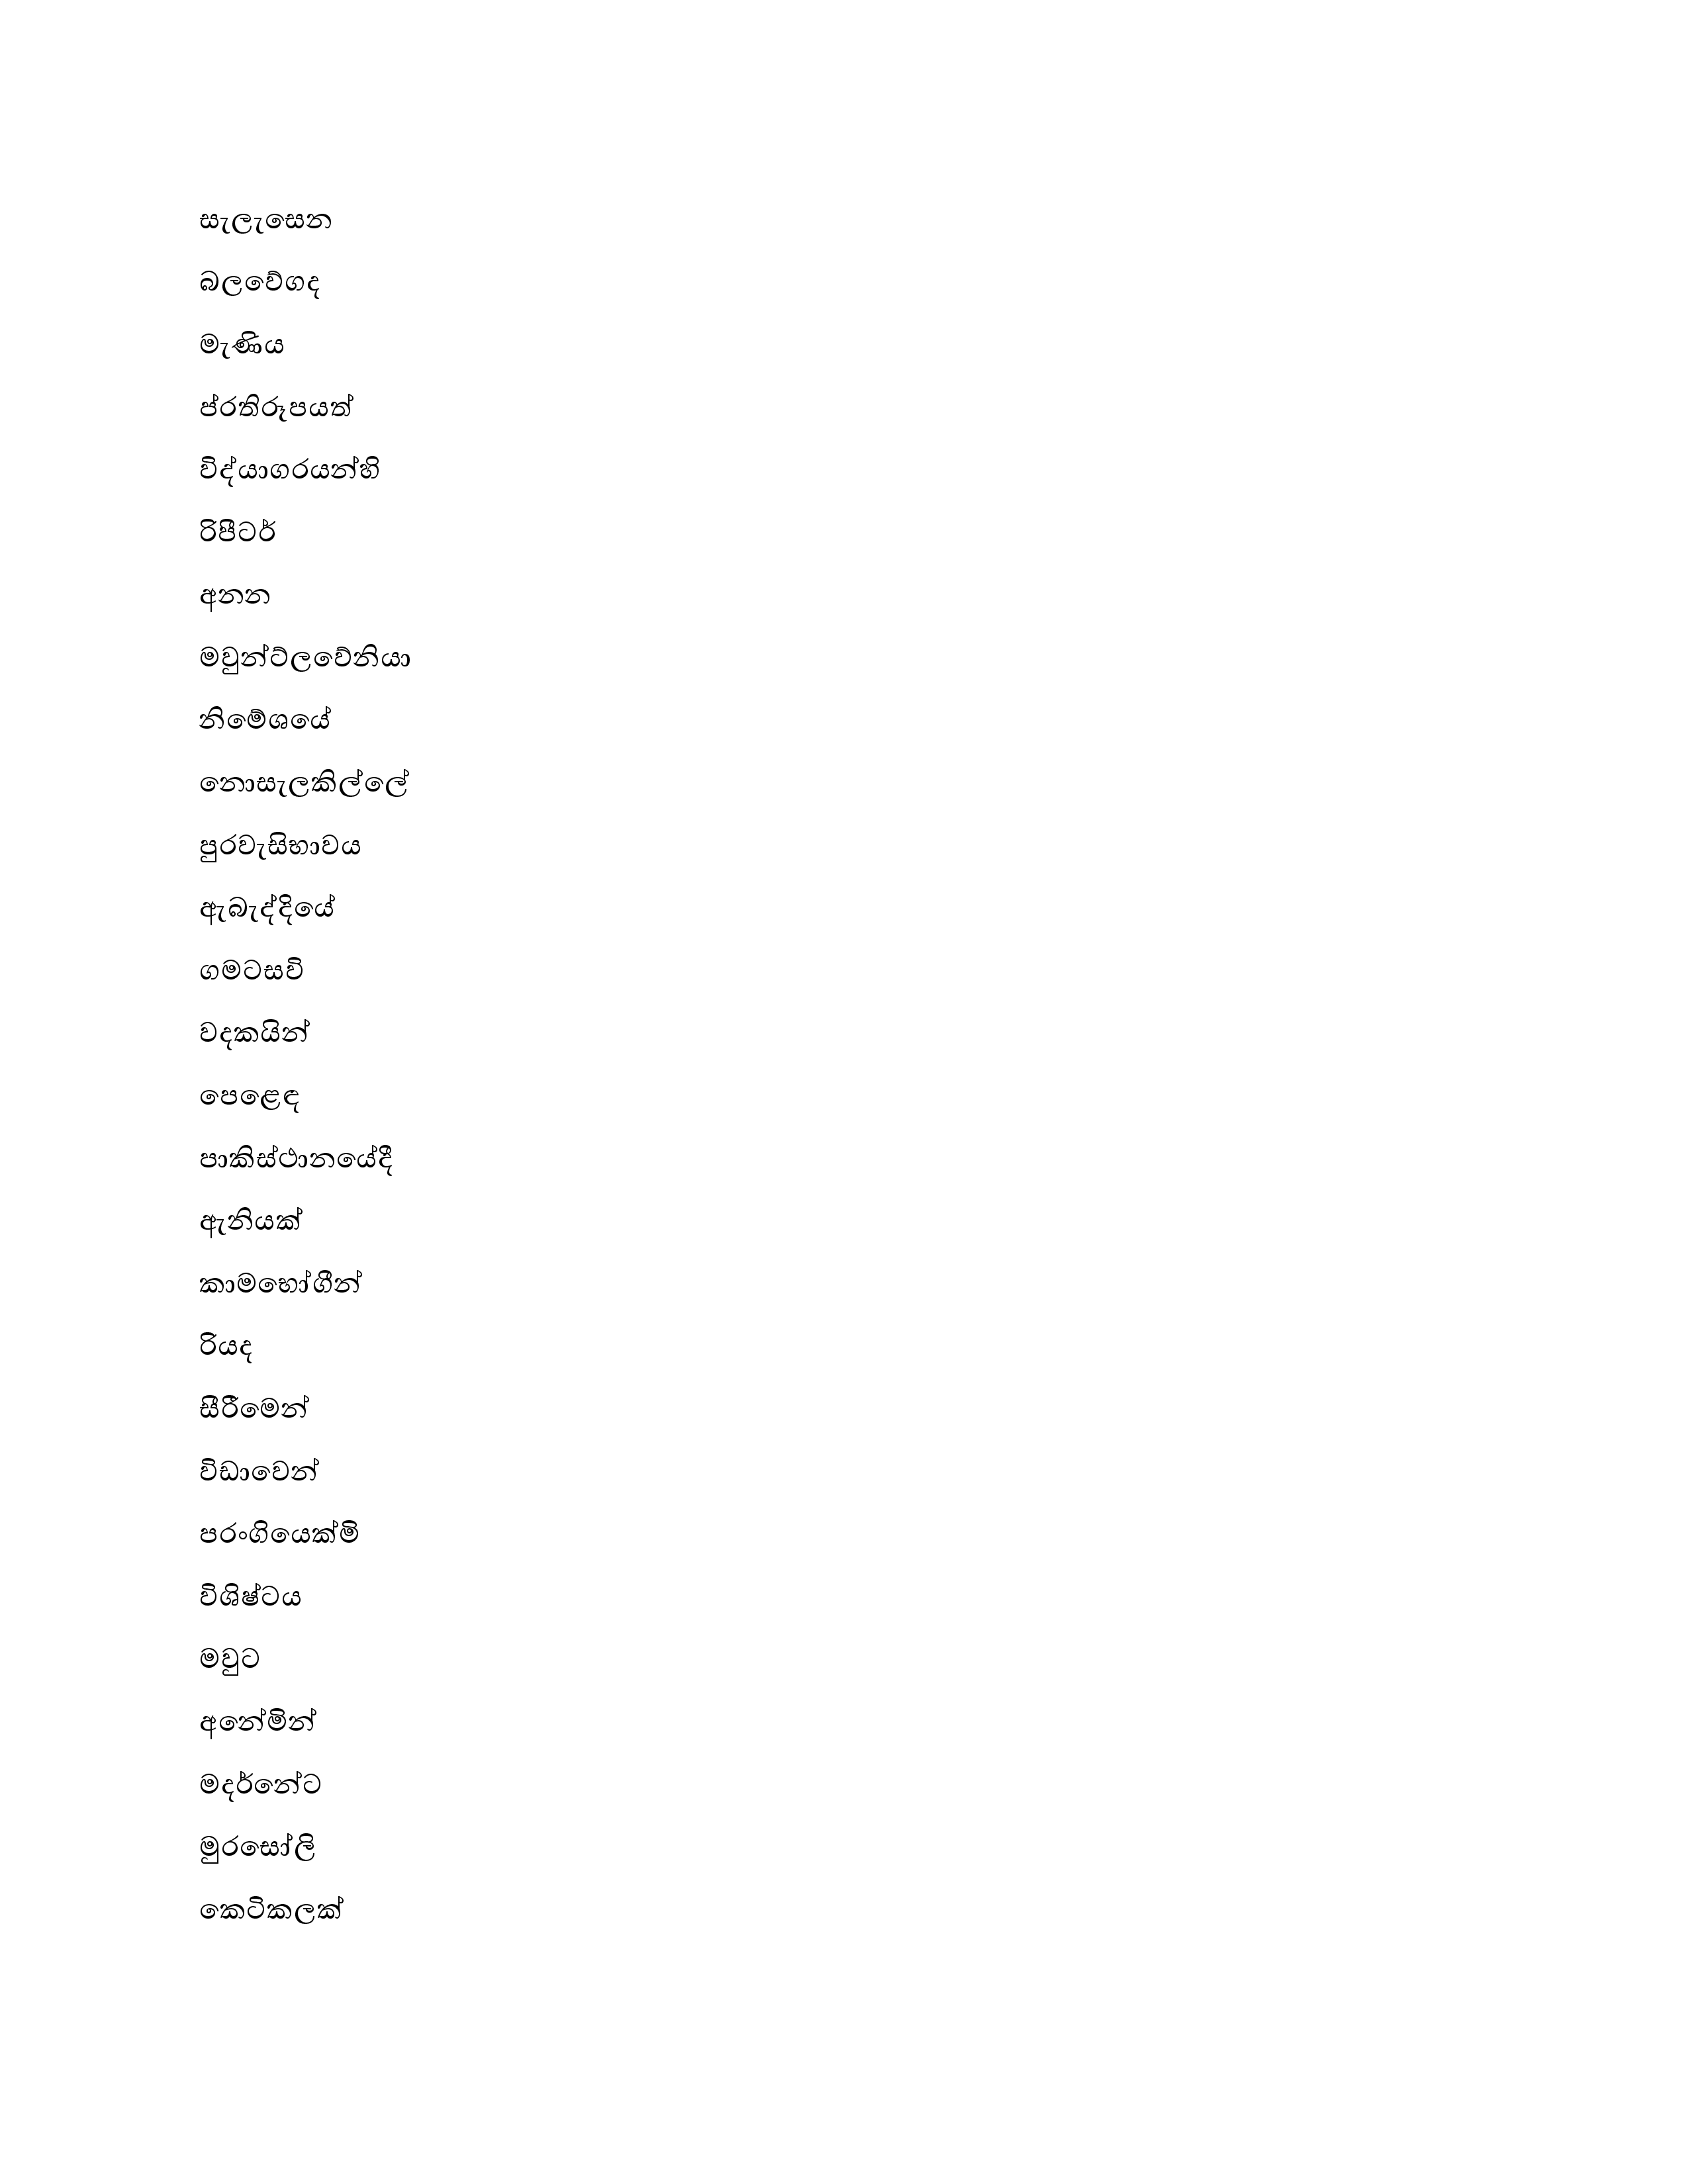 සැලැසෙන
බලවේගද
මැණිය
ප්රතිරූපයත්
විද්යාගරයන්හි
රිපීටර්
අනන
මවුන්ට්ලවේනියා
නිමේශයේ
නොසැලකිල්ලේ
පුරවැසිභාවය
ඇබැද්දියේ
ගමටසවි
වදකයින්
පෙළෙඳ
පාකිස්ථානයේදී
ඇනියක්
කාමභෝගීන්
රියද
සීරීමෙන්
විඩාවෙන්
පරංගියෙක්මි
විශිෂ්ටය
මවුට
අනේමින්
මදර්නේට
මුරසෝලි
කෙටිකලක්